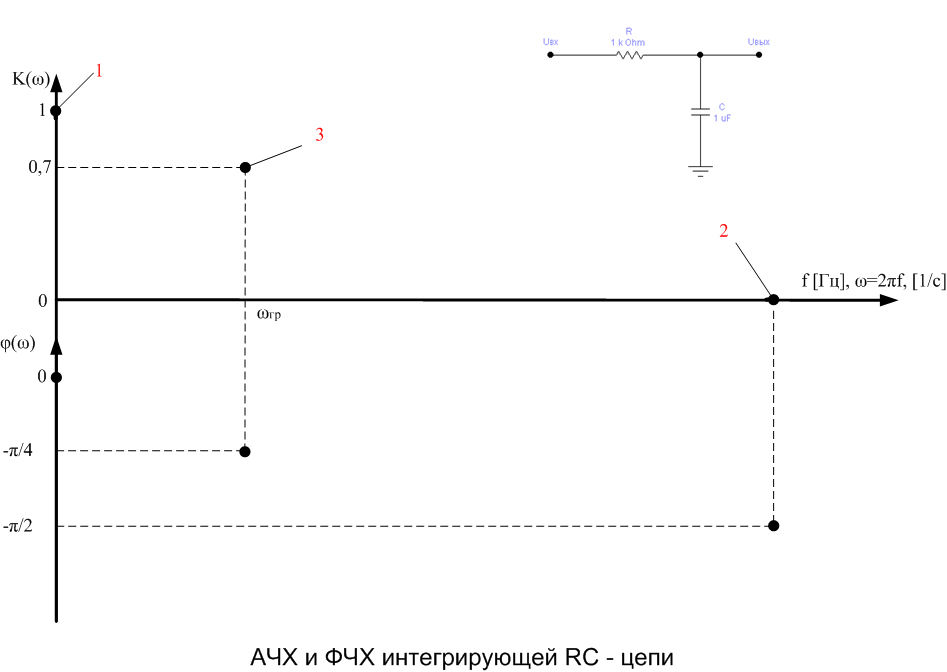 R
Uвх
1 k Ohm
Uвых
1
K(ω)
1
C
1 uF
3
0,7
2
f [Гц], ω=2πf, [1/c]
0
ωгр
φ(ω)
0
-π/4
-π/2
АЧХ и ФЧХ интегрирующей RC - цепи